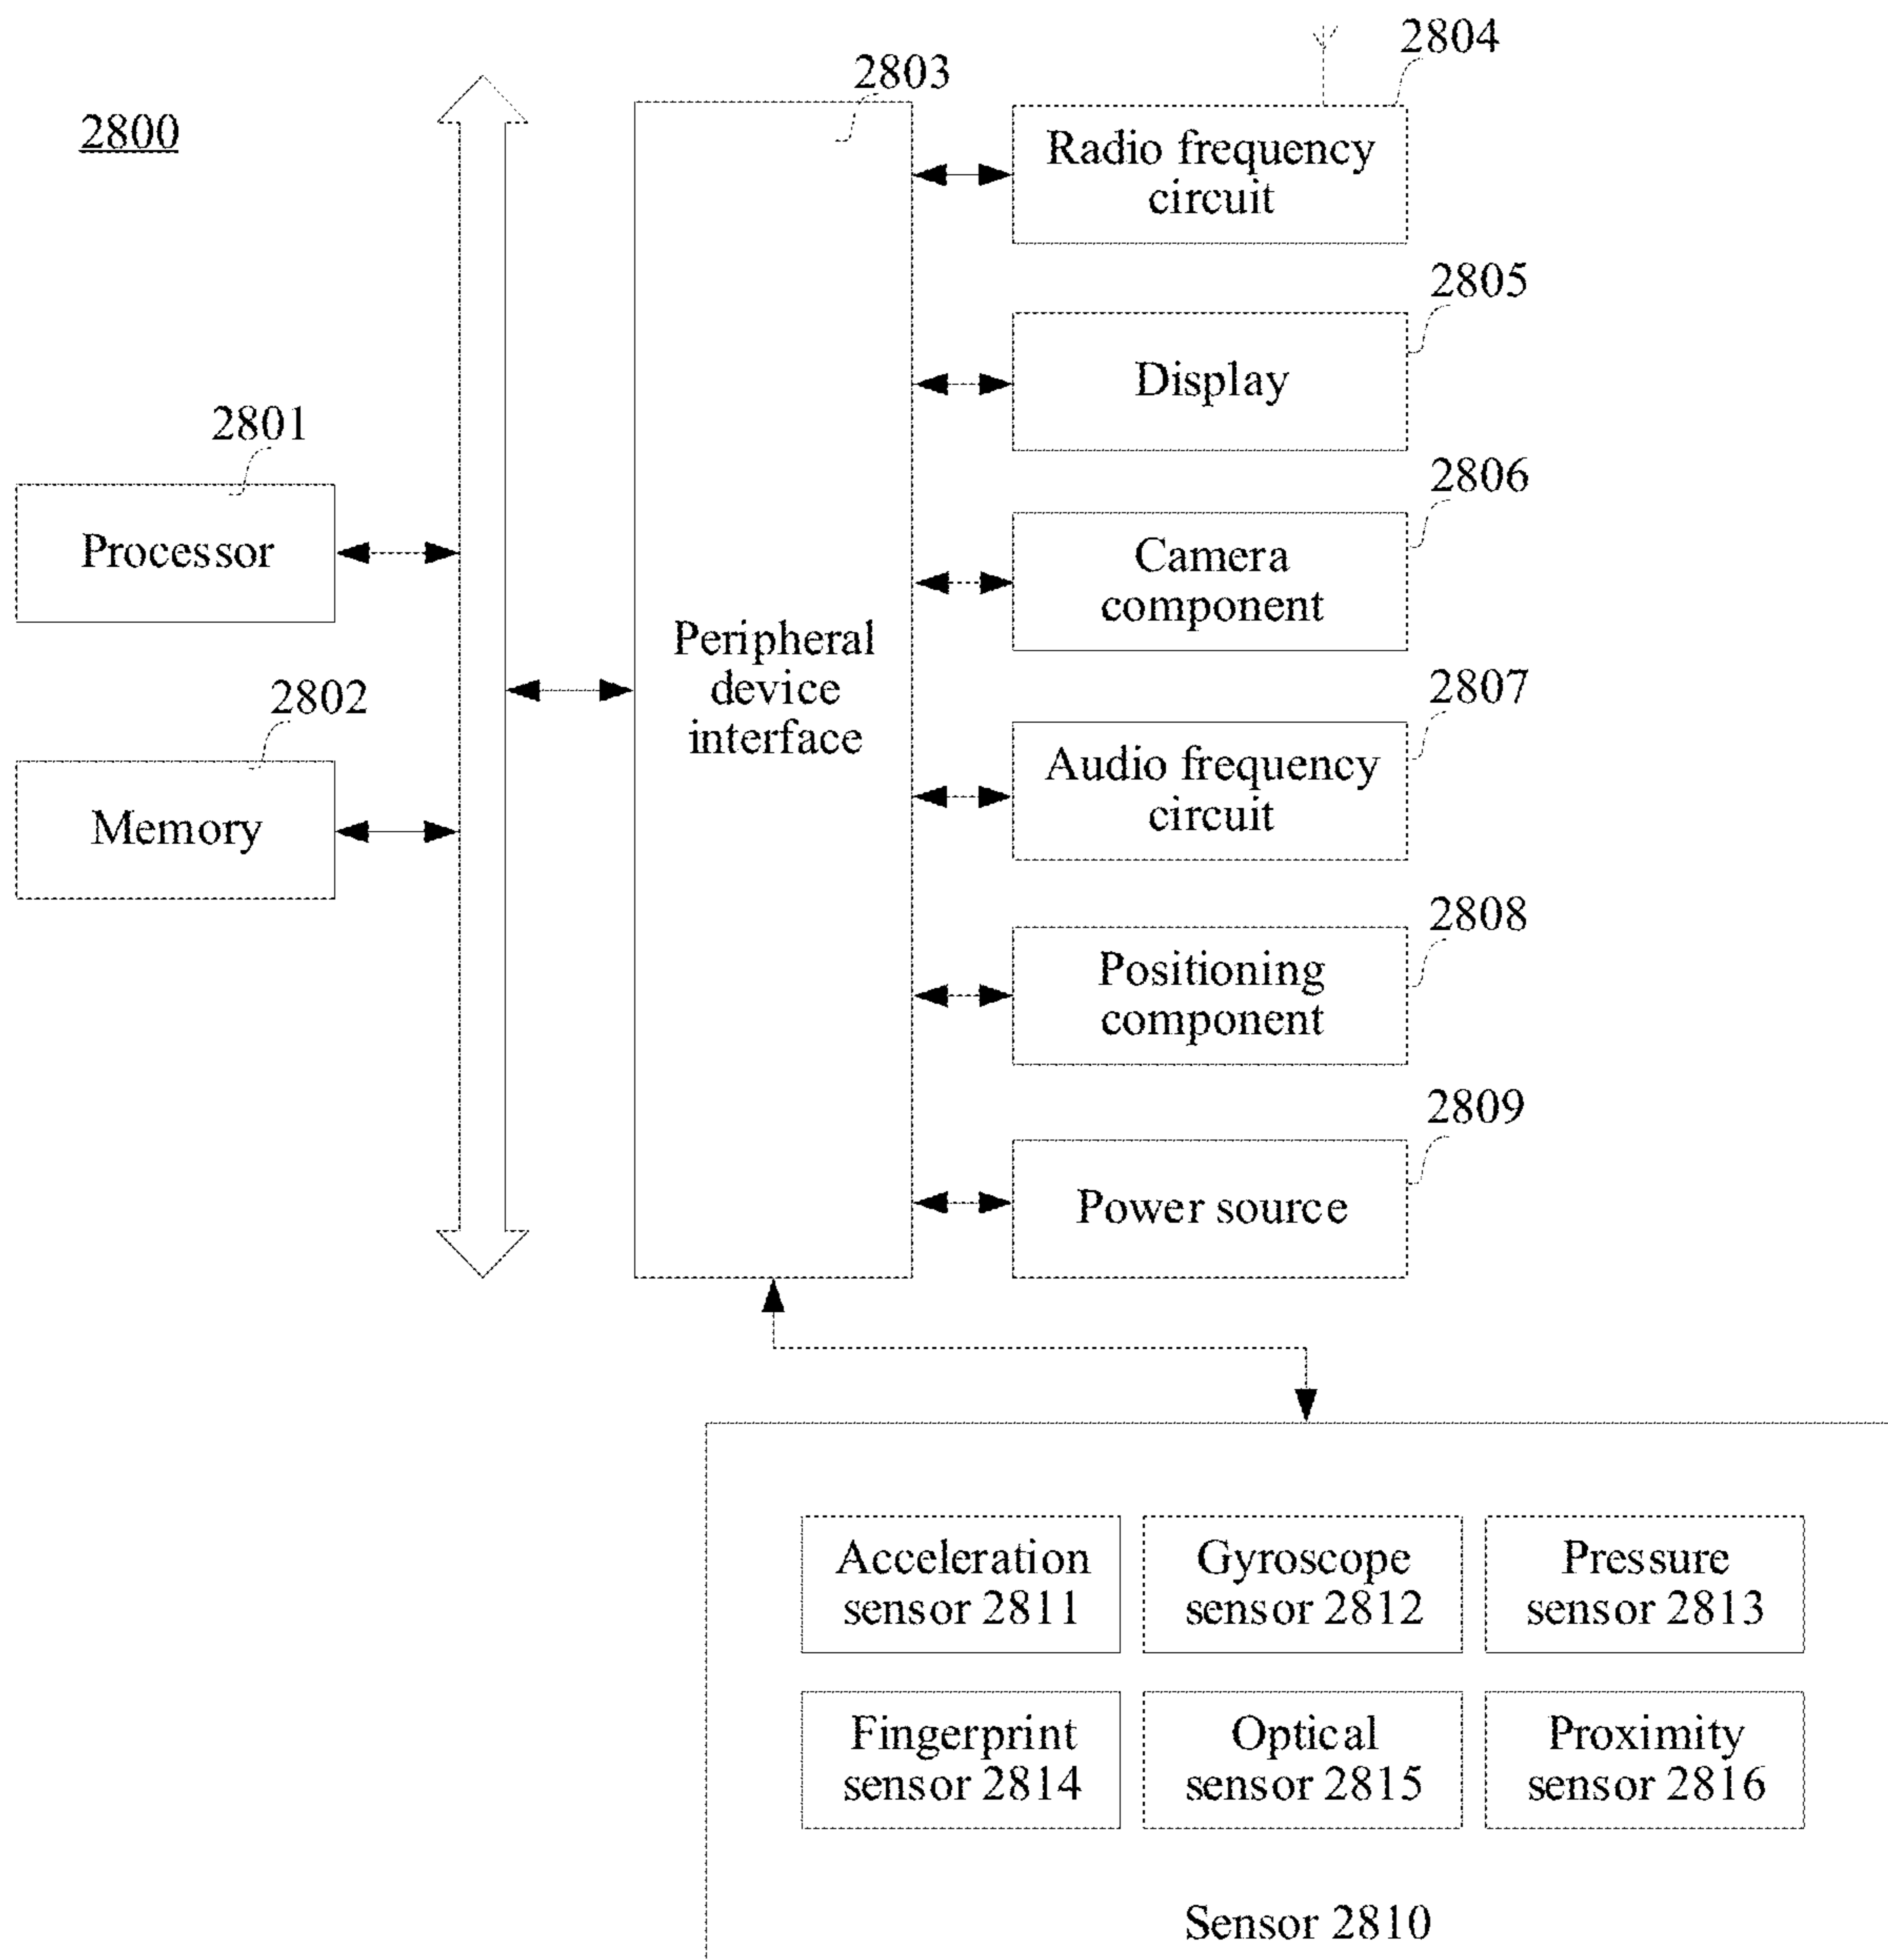 2800
2801
Processor
2802
Memory
2803
Peripheral
device
interface
2804
Radio frequency
circuit
2805
Display
2806
Camera
component
2807
Audio frequency
circuit
2808
Positioning
component
2809
Power source
Acceleration
sensor 2811
Gyroscope
sensor 2812
Pressure
sensor 2813
Fingerprint
sensor 2814
Optical
sensor 2815
Proximity
sensor 2816
Sensor 2810